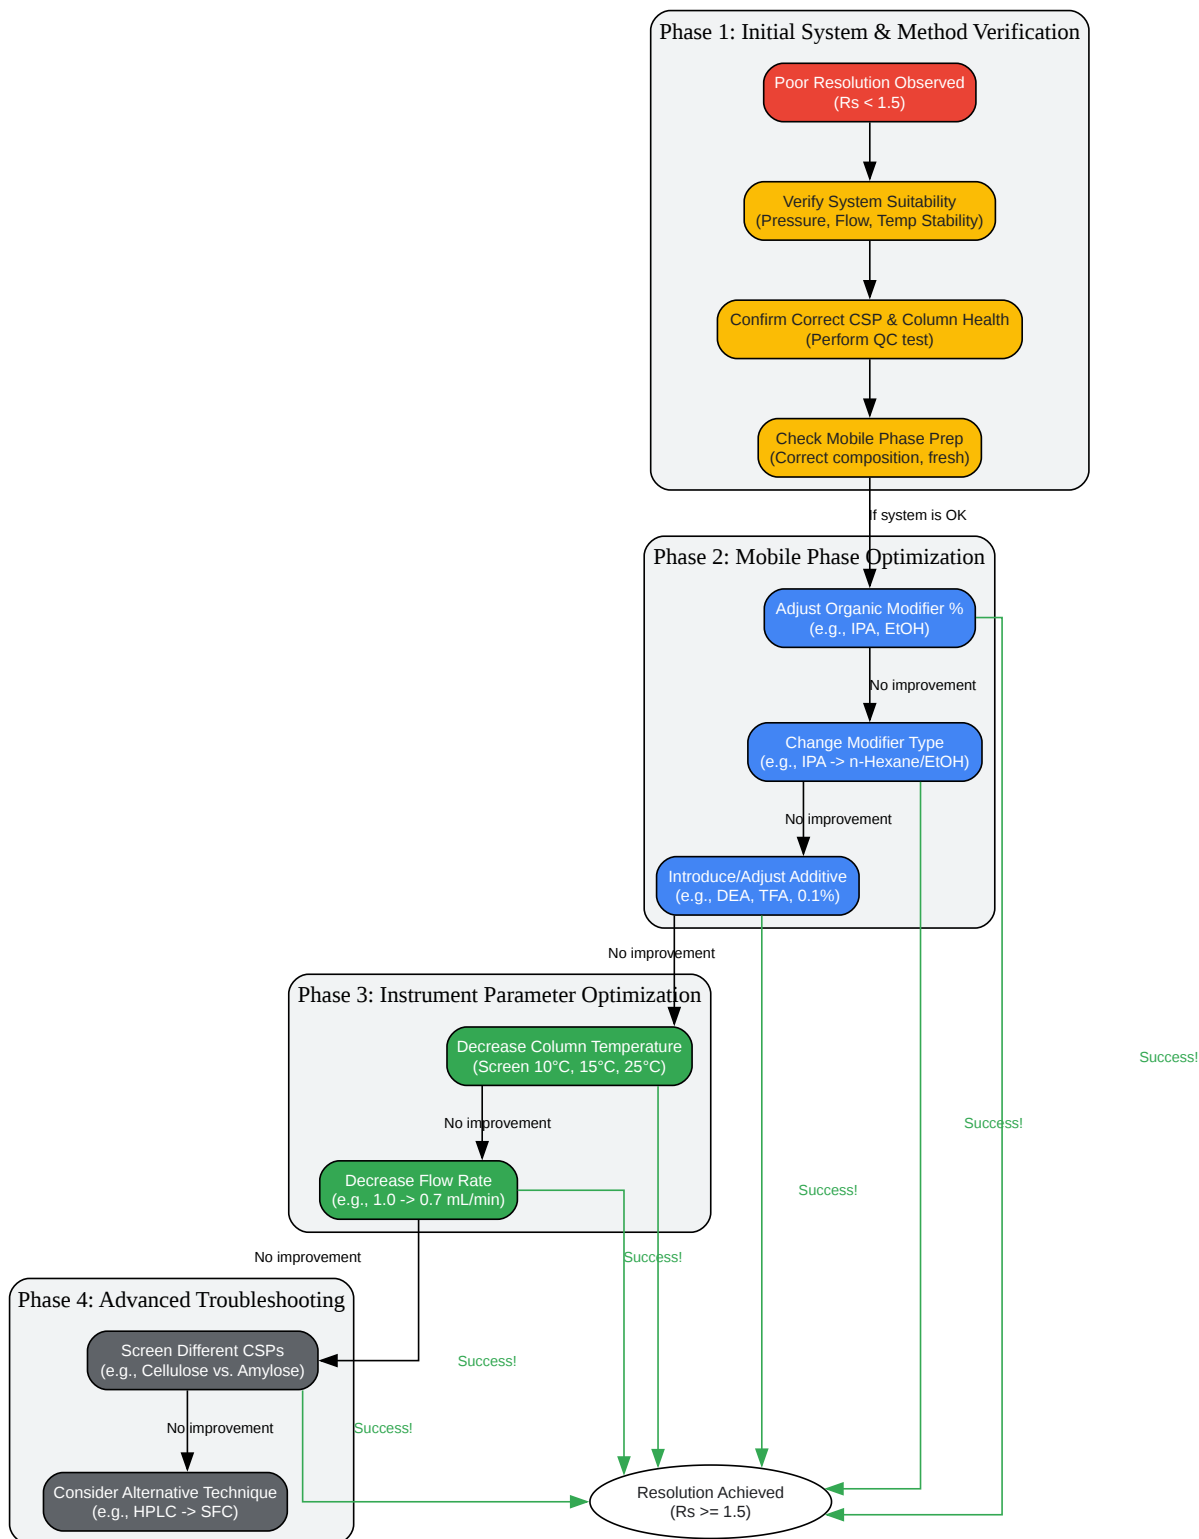 Phase 1: Initial System & Method Verification
Poor Resolution Observed
(Rs < 1.5)
Verify System Suitability
(Pressure, Flow, Temp Stability)
Confirm Correct CSP & Column Health
(Perform QC test)
Check Mobile Phase Prep
(Correct composition, fresh)
If system is OK
Phase 2: Mobile Phase Optimization
Adjust Organic Modifier %
(e.g., IPA, EtOH)
No improvement
Change Modifier Type
(e.g., IPA -> n-Hexane/EtOH)
No improvement
Introduce/Adjust Additive
(e.g., DEA, TFA, 0.1%)
No improvement
Phase 3: Instrument Parameter Optimization
Decrease Column Temperature
(Screen 10°C, 15°C, 25°C)
Success!
No improvement
Success!
Decrease Flow Rate
(e.g., 1.0 -> 0.7 mL/min)
Success!
No improvement
Success!
Phase 4: Advanced Troubleshooting
Screen Different CSPs
(e.g., Cellulose vs. Amylose)
Success!
No improvement
Success!
Consider Alternative Technique
(e.g., HPLC -> SFC)
Resolution Achieved
(Rs >= 1.5)